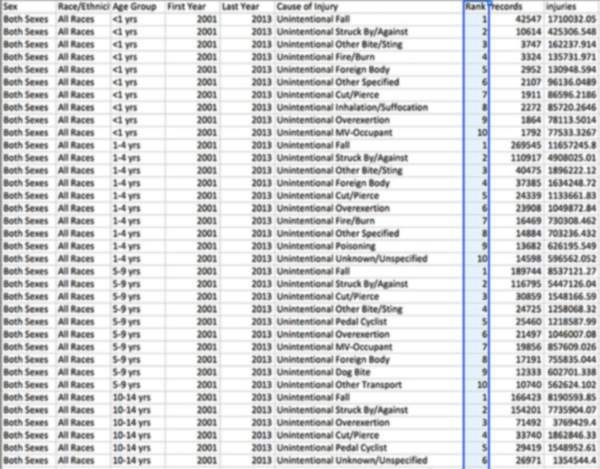 Sex Race/Ethnici Age Group First Year Last Year Cause of Injury Rank records injuries
Both Sexes All Races <1 yrs 2001 2013 Unintentional Fall 1 42547 1710032.05
Both Sexes All Races <1 yrs 2001 2013 Unintentional Struck By/Against 2 10614 425306.508
Both Sexes All Races <1 yrs 2001 2013 Unintentional Other Bite/Sting 3 3747 162237.914
Both Sexes All Races <1 yrs 2001 2013 Unintentional Fire/Burn 4 3324 135731.971
Both Sexes All Races <1 yrs 2001 2013 Unintentional Foreign Body 5 2952 130948.594
Both Sexes All Races <1 yrs 2001 2013 Unintentional Other Specified 6 2107 96136.0489
Both Sexes All Races <1 yrs 2001 2013 Unintentional Cut/Pierce 7 1911 86596.2186
Both Sexes All Races <1 yrs 2001 2013 Unintentional Inhalation/Suffocation 8 2272 85720.2646
Both Sexes All Races <1 yrs 2001 2013 Unintentional Overexertion 9 1864 78113.5014
Both Sexes All Races <1 yrs 2001 2013 Unintentional MV-Occupant 10 1792 77533.3267
Both Sexes All Races 1-4 yrs 2001 2013 Unintentional Fall 1 269545 11657245.8
Both Sexes All Races 1-4 yrs 2001 2013 Unintentional Struck By/Against 2 110917 4908025.01
Both Sexes All Races 1-4 yrs 2001 2013 Unintentional Other Bite/Sting 3 40475 1896222.12
Both Sexes All Races 1-4 yrs 2001 2013 Unintentional Foreign Body 4 37385 1634248.72
Both Sexes All Races 1-4 yrs 2001 2013 Unintentional Cut/Pierce 5 24339 1133661.83
Both Sexes All Races 1-4 yrs 2001 2013 Unintentional Overexertion 6 23908 1049872.84
Both Sexes All Races 1-4 yrs 2001 2013 Unintentional Fire/Burn 7 16469 730308.462
Both Sexes All Races 1-4 yrs 2001 2013 Unintentional Other Specified 8 14884 703236.432
Both Sexes All Races 1-4 yrs 2001 2013 Unintentional Poisoning 9 13682 626195.549
Both Sexes All Races 1-4 yrs 2001 2013 Unintentional Unknown/Unspecified 10 14598 596562.052
Both Sexes All Races 5-9 yrs 2001 2013 Unintentional Fall 1 189744 8537121.27
Both Sexes All Races 5-9 yrs 2001 2013 Unintentional Struck By/Against 2 116795 5447126.04
Both Sexes All Races 5-9 yrs 2001 2013 Unintentional Cut/Pierce 3 30859 1548166.59
Both Sexes All Races 5-9 yrs 2001 2013 Unintentional Other Bite/Sting 4 24725 1258068.32
Both Sexes All Races 5-9 yrs 2001 2013 Unintentional Pedal Cyclist 5 25460 1218587.99
Both Sexes All Races 5-9 yrs 2001 2013 Unintentional Overexertion 6 21497 1046007.08
Both Sexes All Races 5-9 yrs 2001 2013 Unintentional MV-Occupant 7 19856 857609.026
Both Sexes All Races 5-9 yrs 2001 2013 Unintentional Foreign Body 8 17191 755835.044
Both Sexes All Races 5-9 yrs 2001 2013 Unintentional Dog Bite 9 12333 602701.338
Both Sexes All Races 5-9 yrs 2001 2013 Unintentional Other Transport 10 10740 562624.102
Both Sexes All Races 10-14 yrs 2001 2013 Unintentional Fall 1 166423 8190593.85
Both Sexes All Races 10-14 yrs 2001 2013 Unintentional Struck By/Against 2 154201 7735904.07
Both Sexes All Races 10-14 yrs 2001 2013 Unintentional Overexertion 3 71492 3769429.4
Both Sexes All Races 10-14 yrs 2001 2013 Unintentional Cut/Pierce 4 33740 1862846.33
Both Sexes All Races 10-14 yrs 2001 2013 Unintentional Pedal Cyclist 5 29419 1548952.61
Both Sexes All Races 10-14 yrs 2001 2013 Unintentional Unknown/Unspecified 6 26971 1354544.4